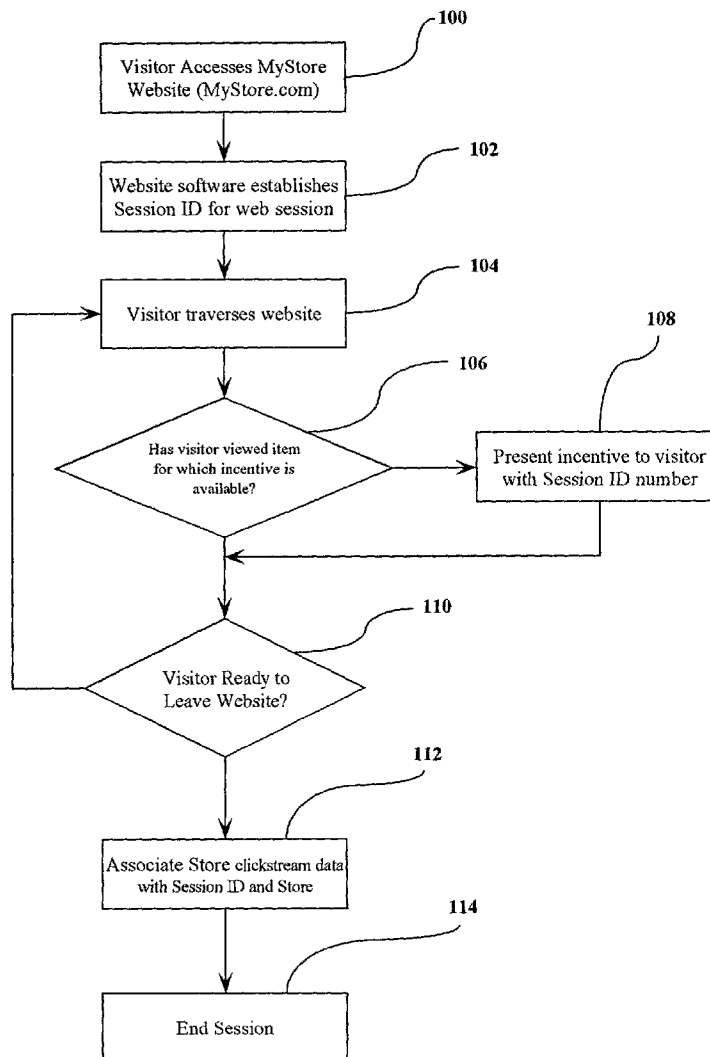 100
Visitor Accesses MyStore
Website (MyStore.com)
102
Website software establishes
Session ID for web session
104
Visitor traverses website
106
Has visitor viewed item
for which incentive is
available?
108
Present incentive to visitor
with Session ID number
110
Visitor Ready to
Leave Website?
112
Associate Store clickstream data
with Session ID and Store
114
End Session